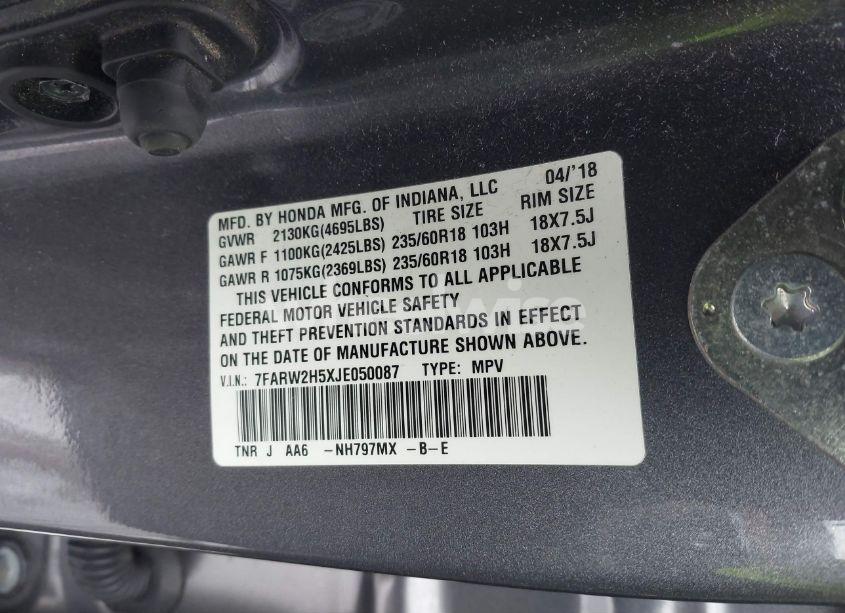 MFD. BY HONDA MFG. OF INDIANA, LLC 04/'18
GVWR 2130KG(4695LBS) TIRE SIZE RIM SIZE
GAWR F 1100KG(2425LBS) 235/60R18 103H 18X7.5J
GAWR R 1075KG(2369LBS) 235/60R18 103H 18X7.5J
THIS VEHICLE CONFORMS TO ALL APPLICABLE
FEDERAL MOTOR VEHICLE SAFETY
AND THEFT PREVENTION STANDARDS IN EFFECT
ON THE DATE OF MANUFACTURE SHOWN ABOVE.
V.I.N.: 7FARW2H5XJE050087 TYPE: MPV
TNR J AA6 -NH797MX -B-E